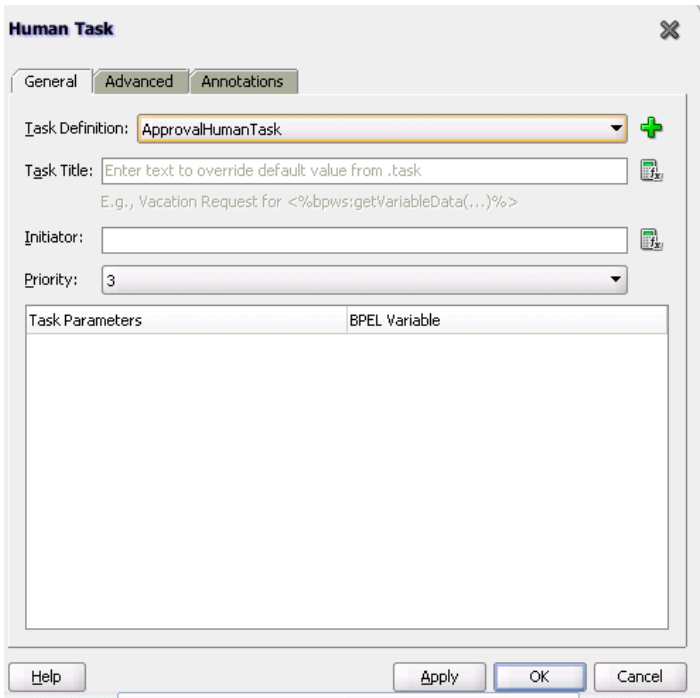 Human Task
General Advanced Annotations
Task Definition: ApprovalHumanTask
Task Title: Enter text to override default value from .task
E.g., Vacation Request for <%bpws:getVariableData(...)%>
Initiator:
Priority: 3
Task Parameters BPEL Variable
Help Apply OK Cancel